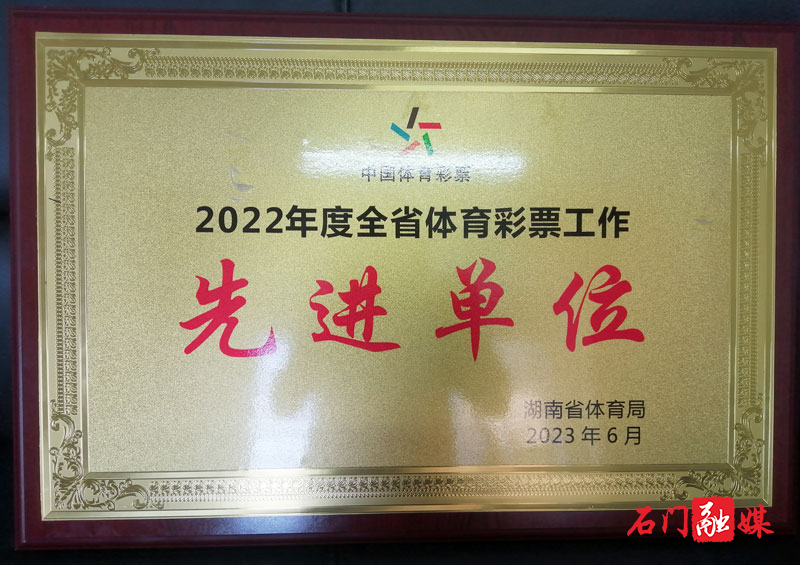 中国体育彩票
2022年度全省体育彩票工作
先进单位
湖南省体育局
2023年6月
石门融媒